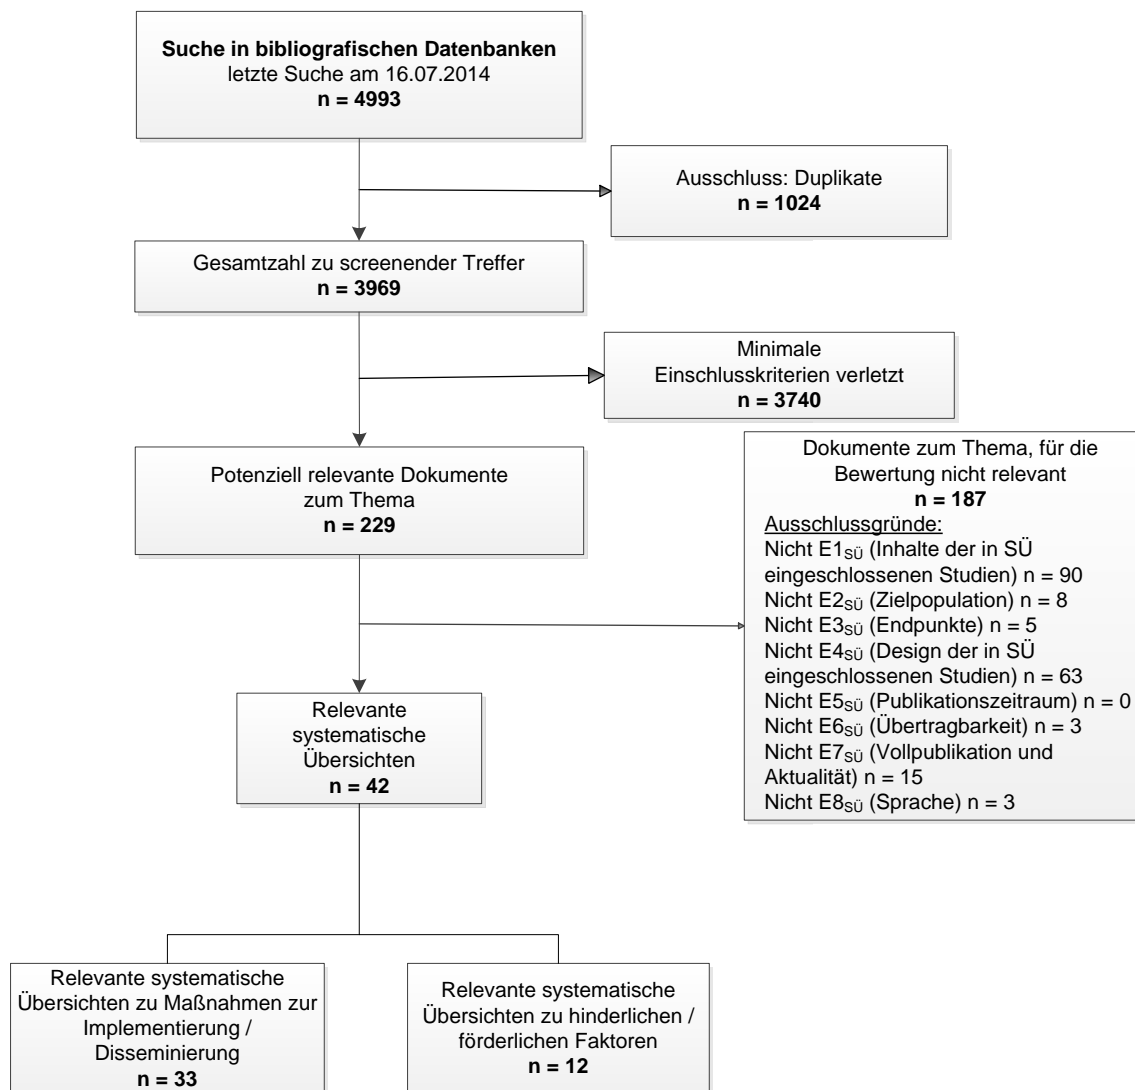 Suche in bibliografischen Datenbanken
letzte Suche am 16.07.2014
n = 4993
Ausschluss: Duplikate
n = 1024
Gesamtzahl zu screenender Treffer
n = 3969
Minimale
Einschlusskriterien verletzt
n = 3740
Potenziell relevante Dokumente
zum Thema
n = 229
Dokumente zum Thema, für die
Bewertung nicht relevant
n = 187
Ausschlussgründe:
Nicht E1SÜ (Inhalte der in SÜ
eingeschlossenen Studien) n = 90
Nicht E2SÜ (Zielpopulation) n = 8
Nicht E3SÜ (Endpunkte) n = 5
Nicht E4SÜ (Design der in SÜ
eingeschlossenen Studien) n = 63
Nicht E5SÜ (Publikationszeitraum) n = 0
Nicht E6SÜ (Übertragbarkeit) n = 3
Nicht E7SÜ (Vollpublikation und
Aktualität) n = 15
Nicht E8SÜ (Sprache) n = 3
Relevante
systematische
Übersichten
n = 42
Relevante systematische
Übersichten zu Maßnahmen zur
Implementierung /
Disseminierung
n = 33
Relevante systematische
Übersichten zu hinderlichen /
förderlichen Faktoren
n = 12